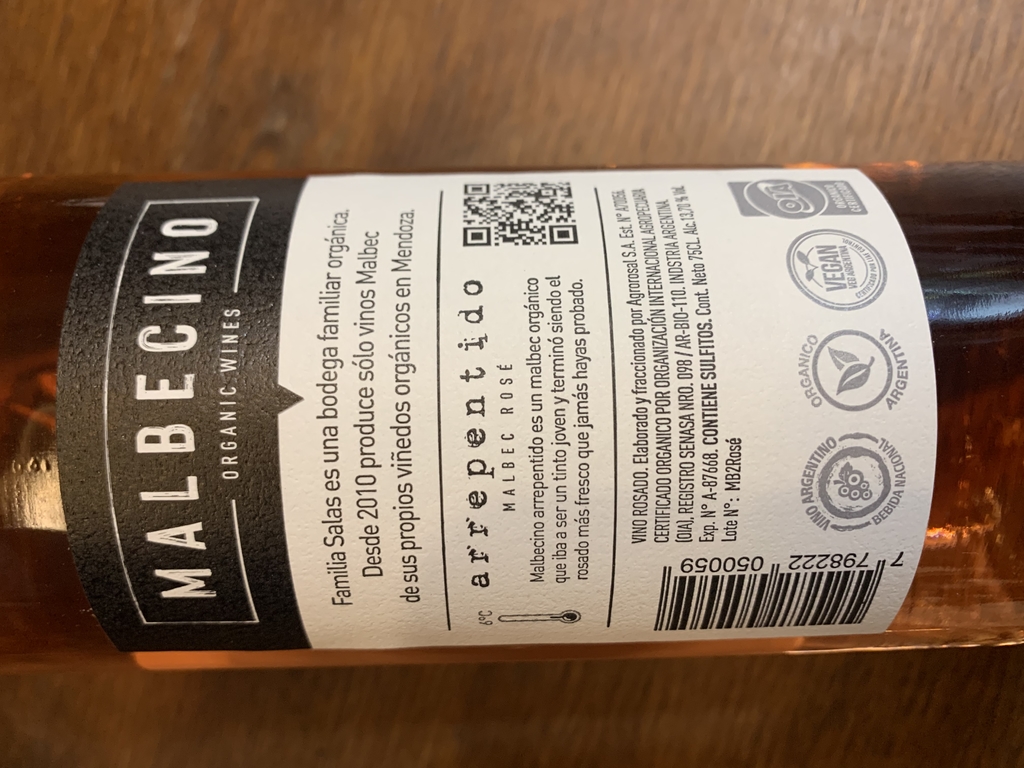 MALBECINO
ORGANIC WINES
Familia Salas es una bodega familiar orgánica.
Desde 2010 produce sólo vinos Malbec
de sus propios viñedos orgánicos en Mendoza.
6°C
arrepentido
MALBEC ROSÉ
Malbecino arrepentido es un malbec orgánico
que iba a ser un tinto joven y terminó siendo el
rosado más fresco que jamás hayas probado.
VINO ROSADO. Elaborado y fraccionado por Agrorosal S.A. Est. N°
CERTIFICADO ORGANICO POR ORGANIZACIÓN INTERNACIONAL AGROPECUARIA
(OIA), REGISTRO SENASA NRO. 098 / AR-BIO-110. INDSTRIA ARGENTINA
Exp. N° A-87668. CONTIENE SULFITOS. Cont. Neto 75CL. Alc: 13,70 % Vol.
Lote N°: MB2Rosé
7 798222 050059
VINO ARGENTINO
BEBIDA NACIONAL
ORGANICO
ARGENTINA
VEGAN
OIA